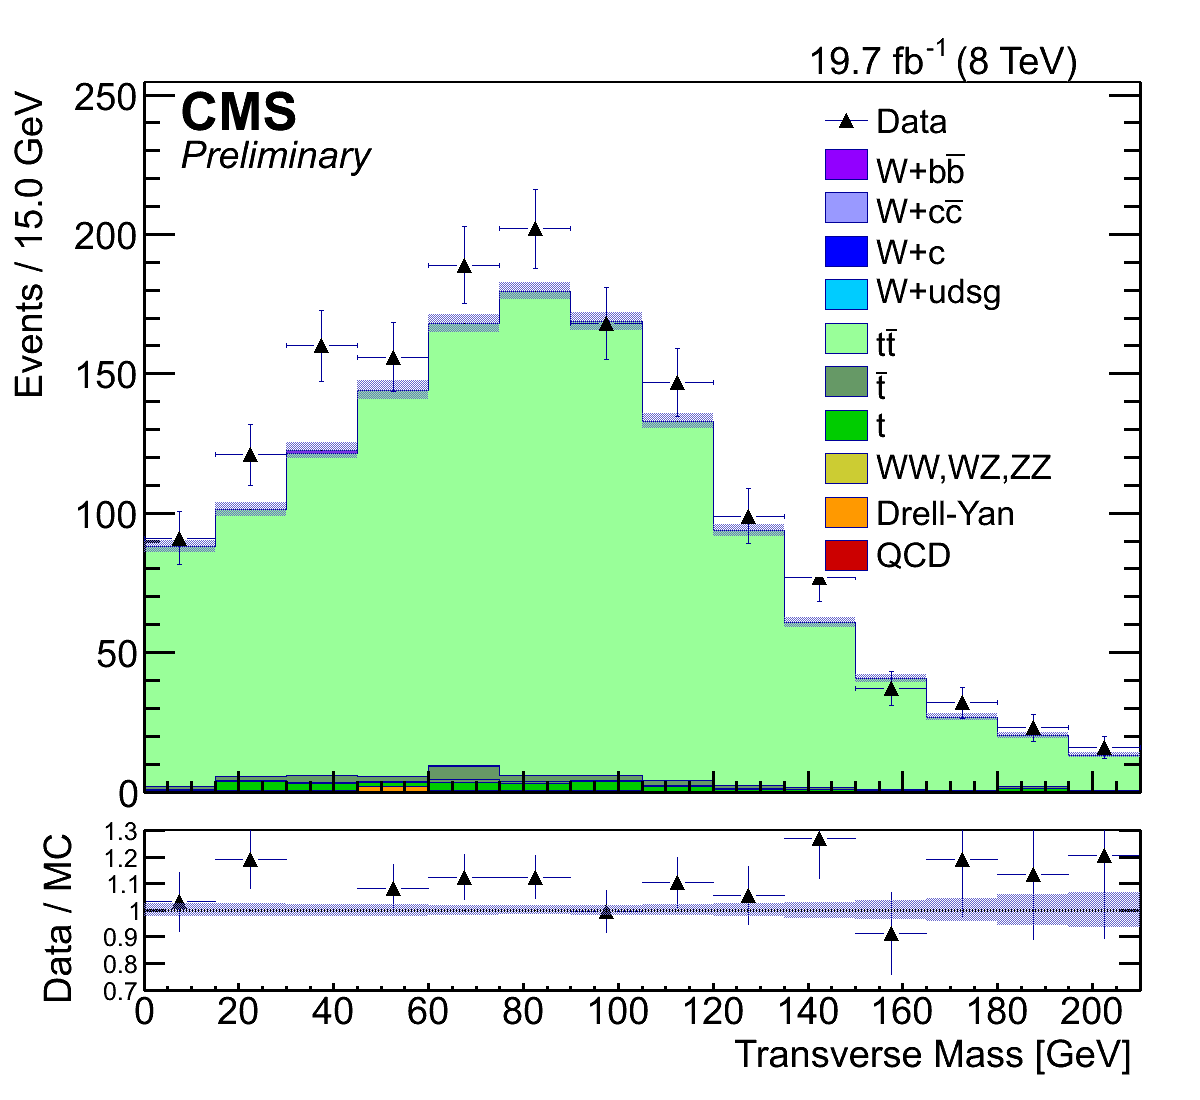 19.7 fb⁻¹ (8 TeV)
Events / 15.0 GeV
250
200
150
100
50
0
CMS
Preliminary
Data
W+bb̅
W+cc̅
W+c
W+udsg
tt̅
t̅
t
WW,WZ,ZZ
Drell-Yan
QCD
Data / MC
1.3
1.2
1.1
1
0.9
0.8
0.7
0 20 40 60 80 100 120 140 160 180 200
Transverse Mass [GeV]